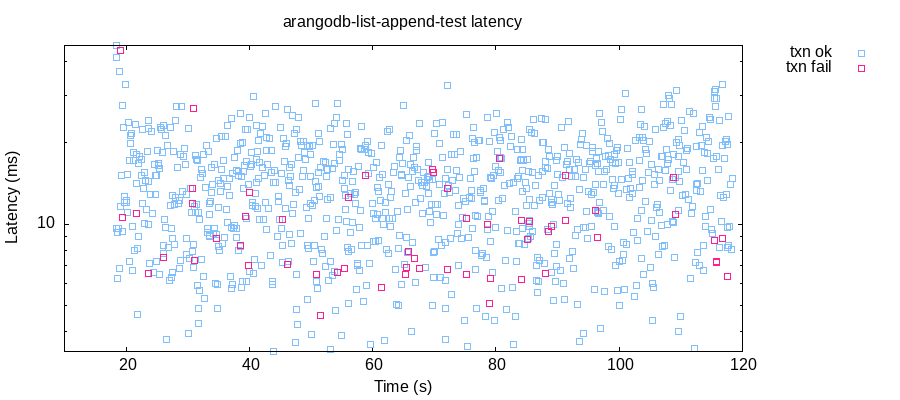 arangodb-list-append-test latency
txn ok
txn fail
Latency (ms)
10
20 40 60 80 100 120
Time (s)